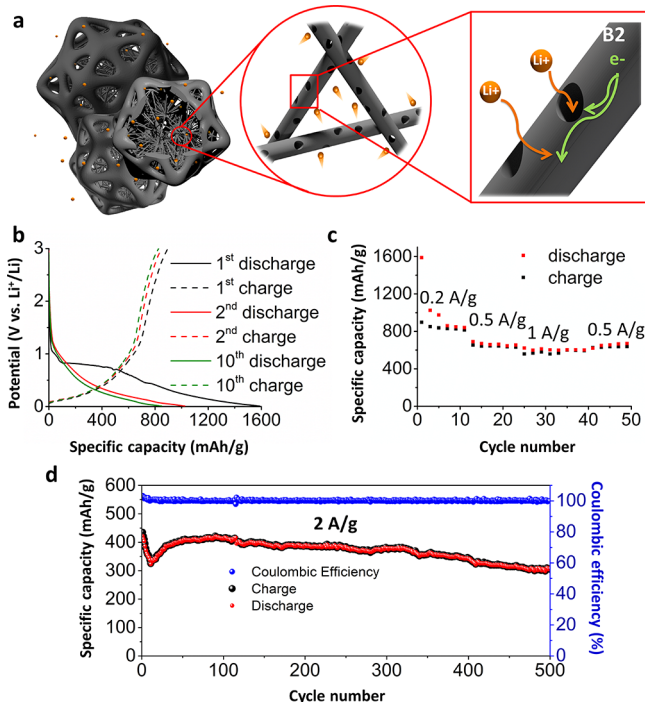 a
B2
Li+
e-
Li+
b
3
2
1
0
0 400 800 1200 1600
Potential (V vs. Li⁺/Li)
Specific capacity (mAh/g)
1st discharge
1st charge
2nd discharge
2nd charge
10th discharge
10th charge
c
1600
1200
800
400
0
0 10 20 30 40 50
Specific capacity (mAh/g)
Cycle number
discharge
charge
0.2 A/g
0.5 A/g
1 A/g
0.5 A/g
d
600
500
400
300
200
100
0
0 100 200 300 400 500
Specific capacity (mAh/g)
Cycle number
2 A/g
Coulombic Efficiency
Charge
Discharge
100
80
60
40
20
0
Coulombic efficiency (%)